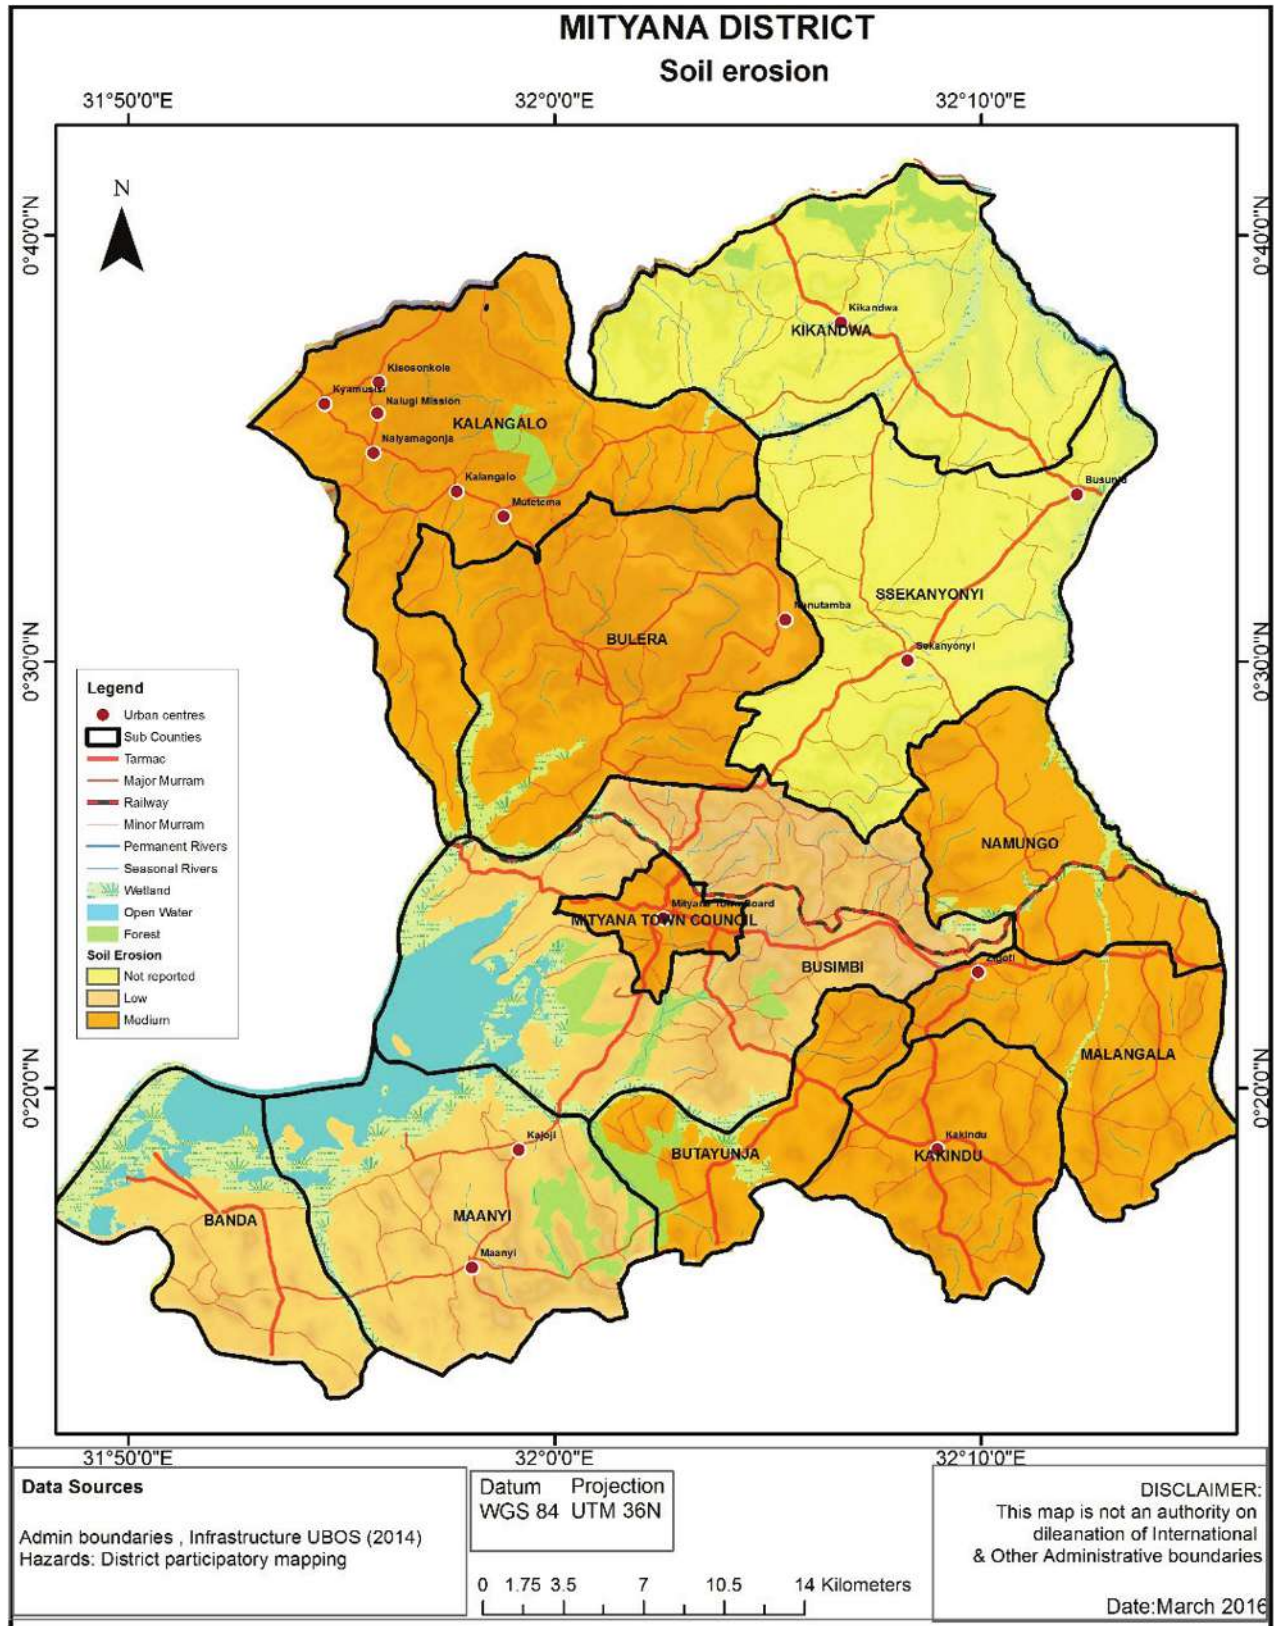 MITYANA DISTRICT
Soil erosion
31°50'0"E 32°0'0"E 32°10'0"E
N
0°40'0"N 0°40'0"N
Kikandwa
KIKANDWA
Kisosonkole
Kyamusisi
Nalugi Mission
KALANGALO
Nalyamagonja
Kalangalo
Busunju
Mutetema
SSEKANYONYI
Nanutamba
BULERA
Sekanyonyi
0°30'0"N 0°30'0"N
Legend
Urban centres
Sub Counties
Tarmac
Major Murram
Railway
Minor Murram
Permanent Rivers
Seasonal Rivers
Wetland
Open Water
Forest
Soil Erosion
Not reported
Low
Medium
NAMUNGO
Mityana Town Board
MITYANA TOWN COUNCIL
BUSIMBI
Zigoti
MALANGALA
0°20'0"N 0°20'0"N
Kakindu
KAKINDU
Kajoji
BUTAYUNJA
BANDA
MAANYI
Maanyi
31°50'0"E 32°0'0"E 32°10'0"E
Data Sources
Admin boundaries , Infrastructure UBOS (2014)
Hazards: District participatory mapping
Datum Projection
WGS 84 UTM 36N
0 1.75 3.5 7 10.5 14 Kilometers
DISCLAIMER:
This map is not an authority on
dileanation of International
& Other Administrative boundaries
Date:March 2016